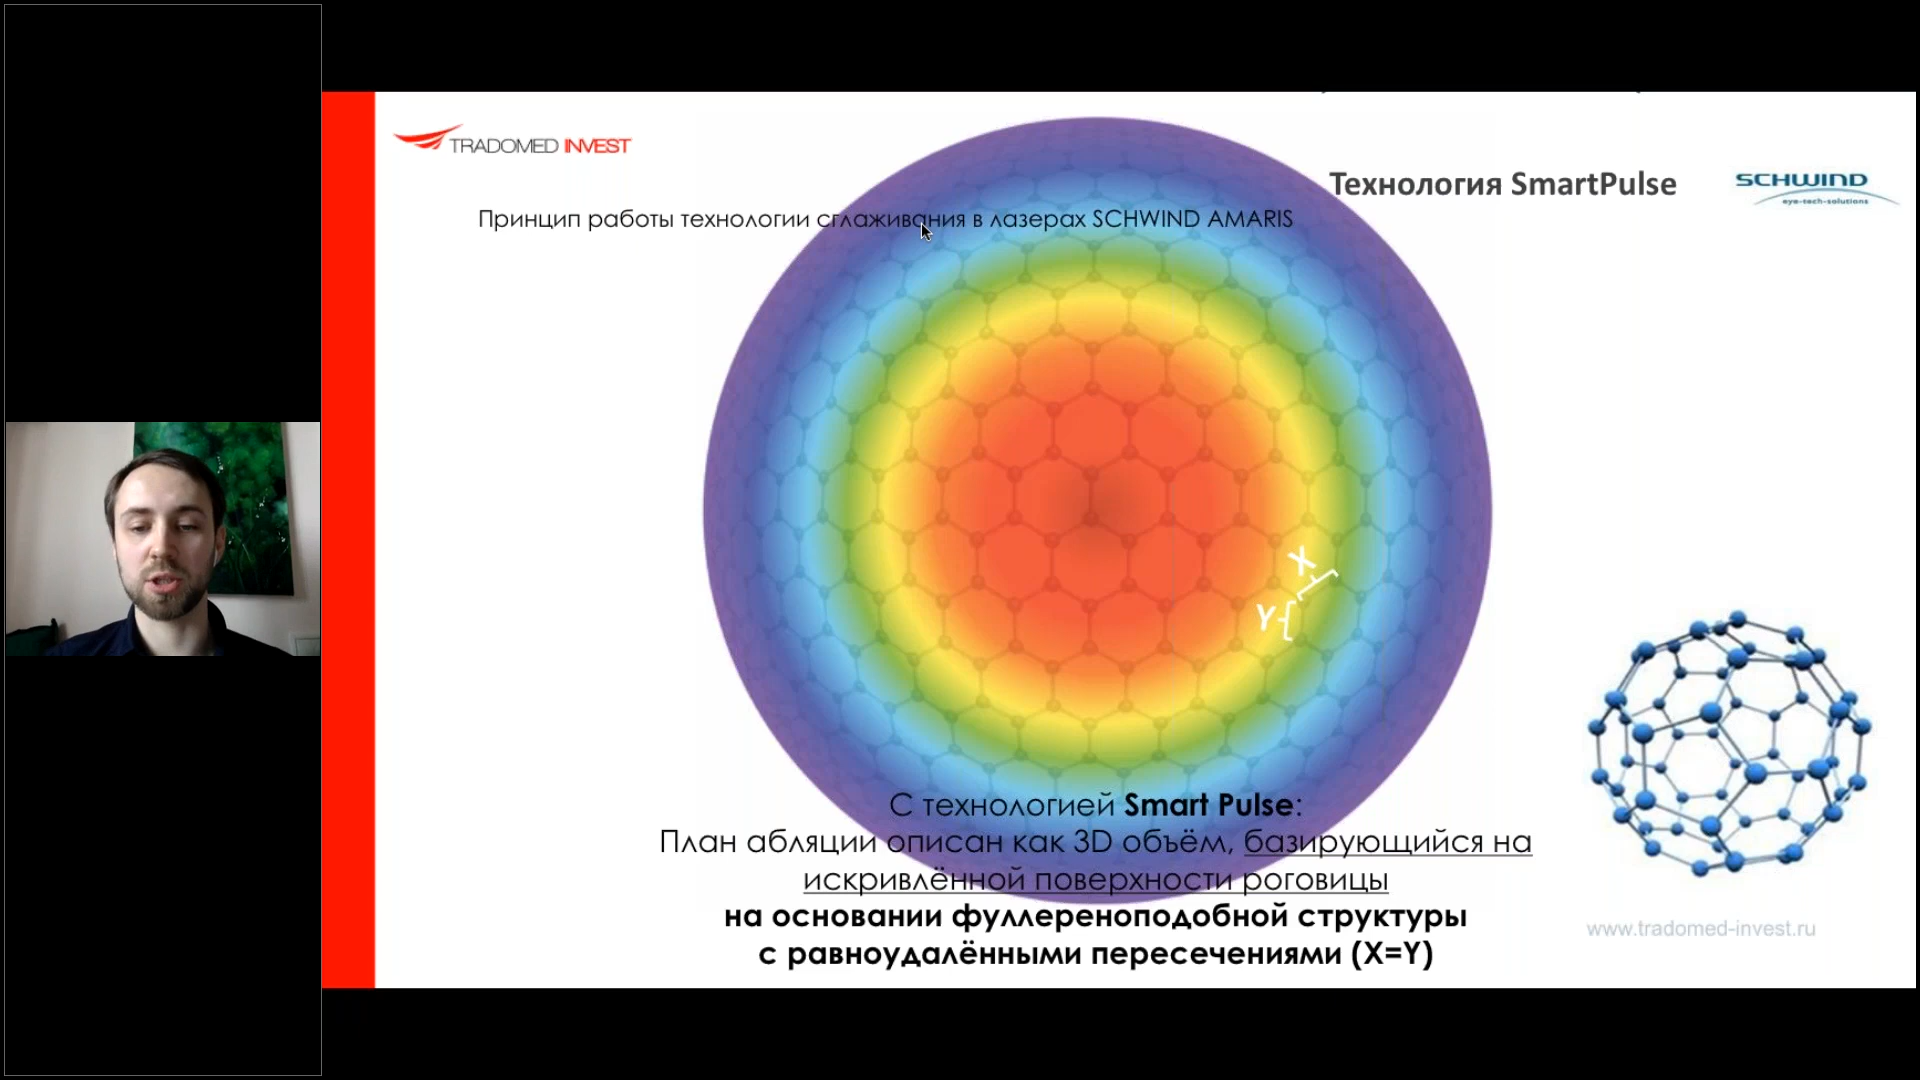 TRADOMED INVEST
Технология SmartPulse
SCHWIND
eye-tech-solutions
Принцип работы технологии сглаживания в лазерах SCHWIND AMARIS
X
Y
С технологией Smart Pulse:
План абляции описан как 3D объём, базирующийся на
искривлённой поверхности роговицы
на основании фуллереноподобной структуры
с равноудалёнными пересечениями (X=Y)
www.tradomed-invest.ru